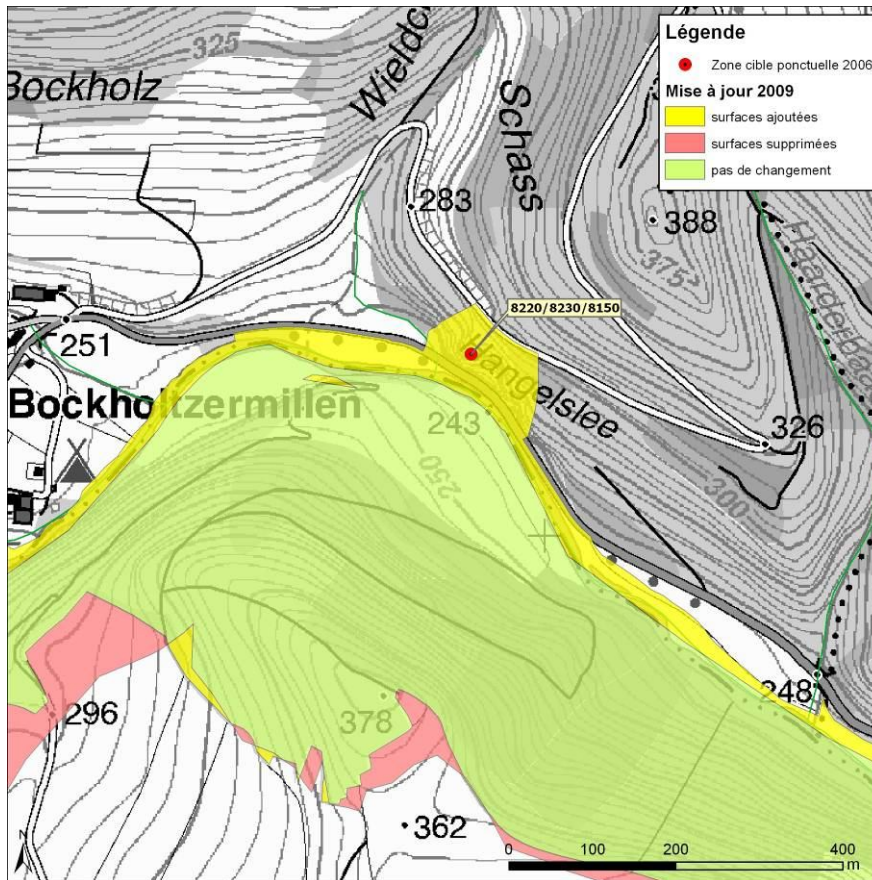 Légende
Zone cible ponctuelle 2006
Mise à jour 2009
surfaces ajoutées
surfaces supprimées
pas de changement
325
Bockholz
Schass
283
388
375
8220/8230/8150
251
Bockholtzermillen
243
250
326
300
296
378
248
362
0 100 200 400
m
N